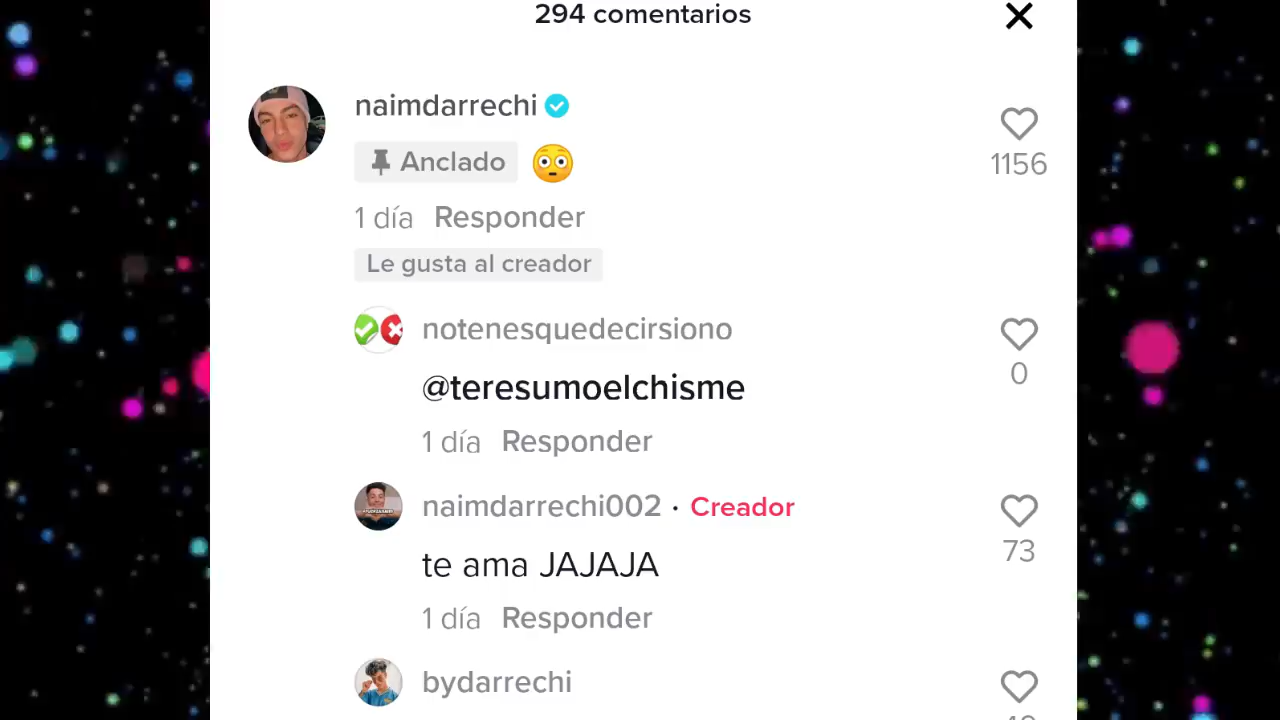 294 comentarios
naimdarrechi
Anclado 😳
1156
1 día Responder
Le gusta al creador
notenesquedecirsiono
@teresumoelchisme
0
1 día Responder
naimdarrechi002 · Creador
te ama JAJAJA
73
1 día Responder
bydarrechi